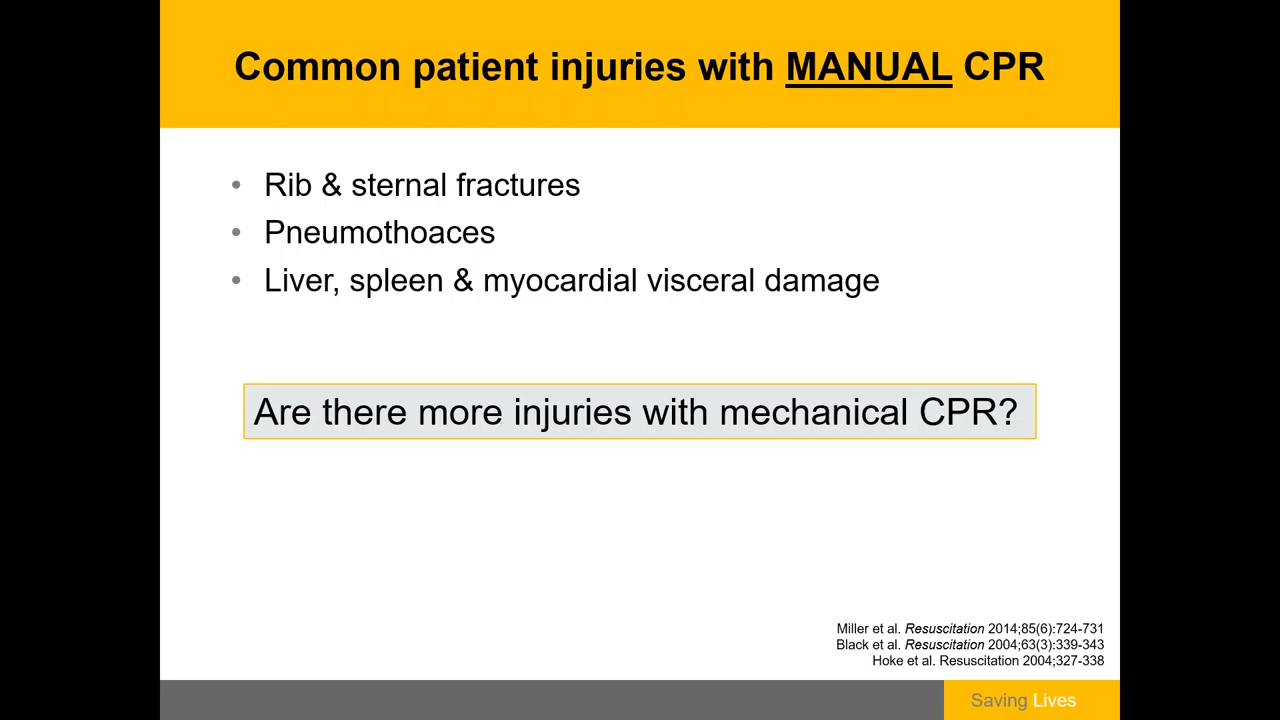 Common patient injuries with MANUAL CPR
• Rib & sternal fractures
• Pneumothoaces
• Liver, spleen & myocardial visceral damage
Are there more injuries with mechanical CPR?
Miller et al. Resuscitation 2014;85(6):724-731
Black et al. Resuscitation 2004;63(3):339-343
Hoke et al. Resuscitation 2004;327-338
Saving Lives